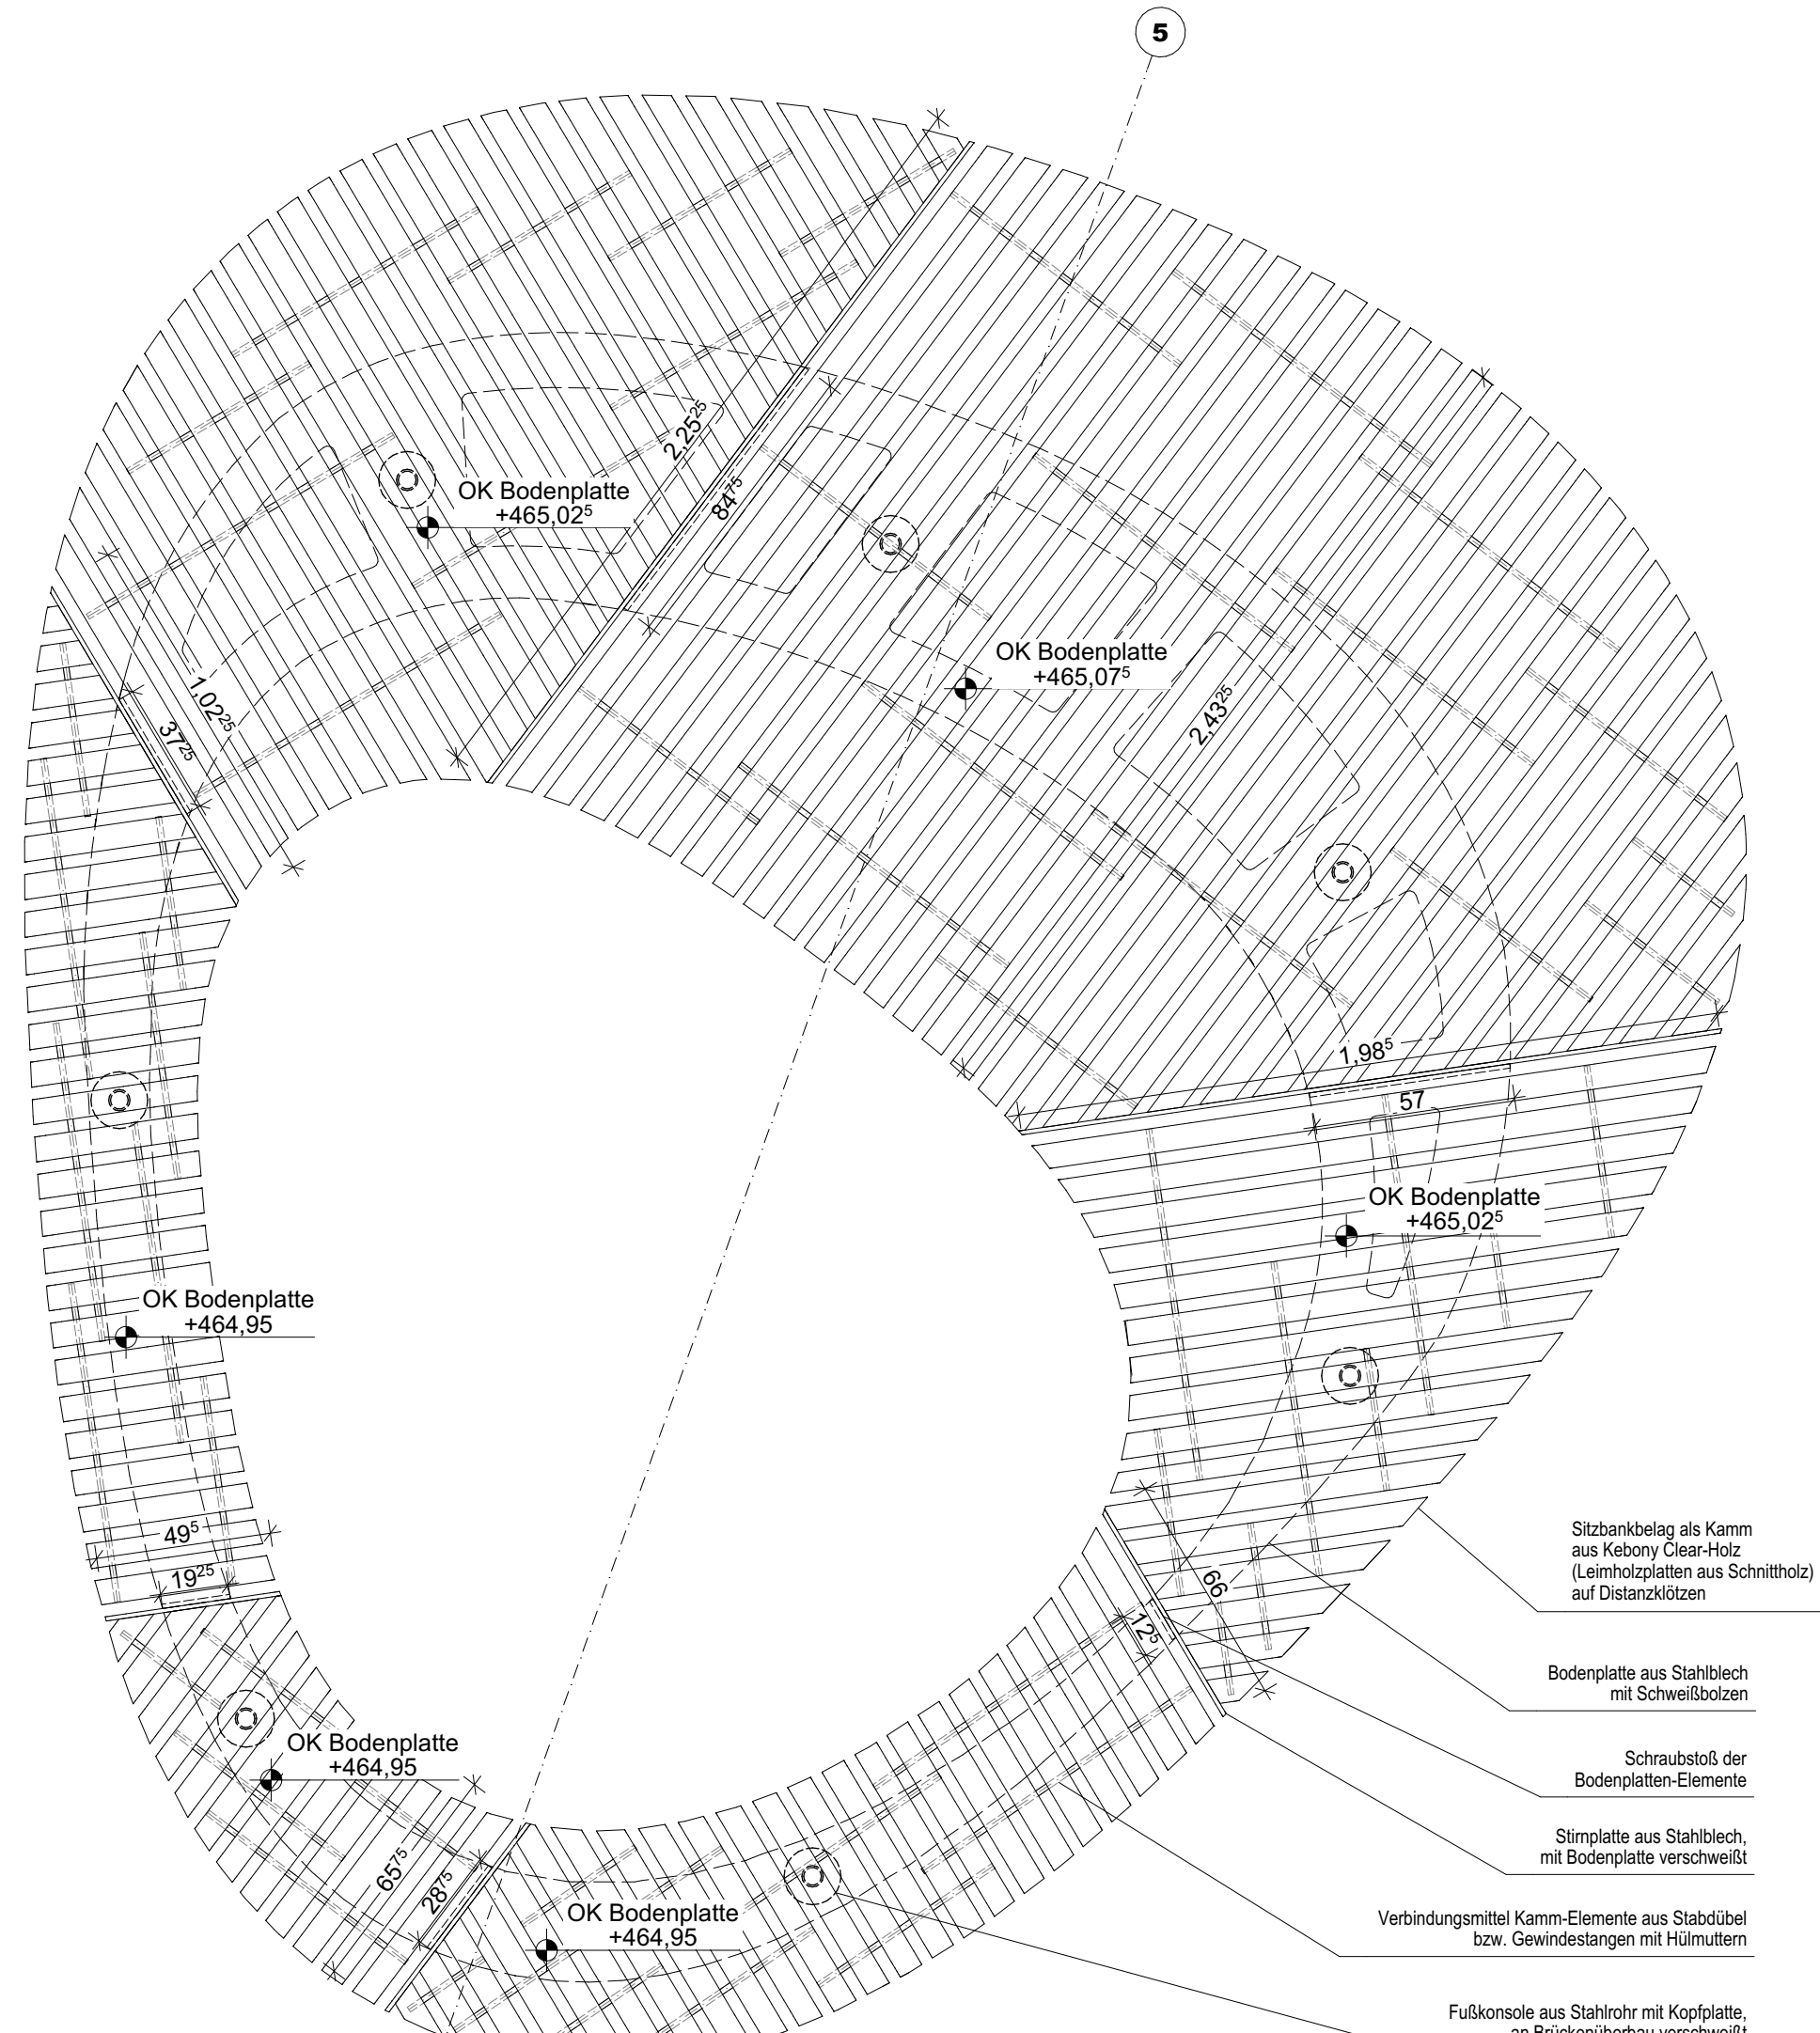 5
2,25²⁵
84⁷⁵
OK Bodenplatte
+465,02⁵
OK Bodenplatte
+465,07⁵
1,02²⁵
37²⁵
2,43²⁵
1,98⁵
57
OK Bodenplatte
+465,02⁵
OK Bodenplatte
+464,95
49⁵
19²⁵
66
12⁵
Sitzbankbelag als Kamm
aus Kebony Clear-Holz
(Leimholzplatten aus Schnittholz)
auf Distanzklötzen
Bodenplatte aus Stahlblech
mit Schweißbolzen
OK Bodenplatte
+464,95
Schraubstoß der
Bodenplatten-Elemente
65⁷⁵
28⁷⁵
Stirnplatte aus Stahlblech,
mit Bodenplatte verschweißt
OK Bodenplatte
+464,95
Verbindungsmittel Kamm-Elemente aus Stabdübel
bzw. Gewindestangen mit Hülmuttern
Fußkonsole aus Stahlrohr mit Kopfplatte,
an Brückenüberbau verschweißt